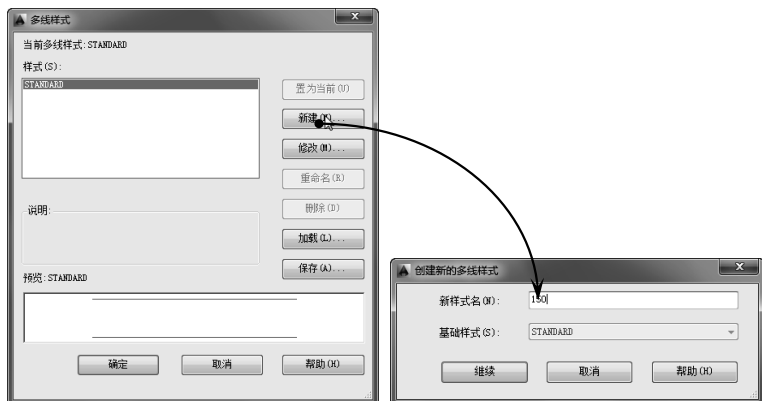 多线样式
当前多线样式:STANDARD
样式(S):
STANDARD
置为当前(U)
新建(N)...
修改(M)...
重命名(R)
删除(D)
加载(L)...
保存(A)...
说明:
预览:STANDARD
确定
取消
帮助(H)
创建新的多线样式
新样式名(N):
基础样式(S):
STANDARD
继续
取消
帮助(H)